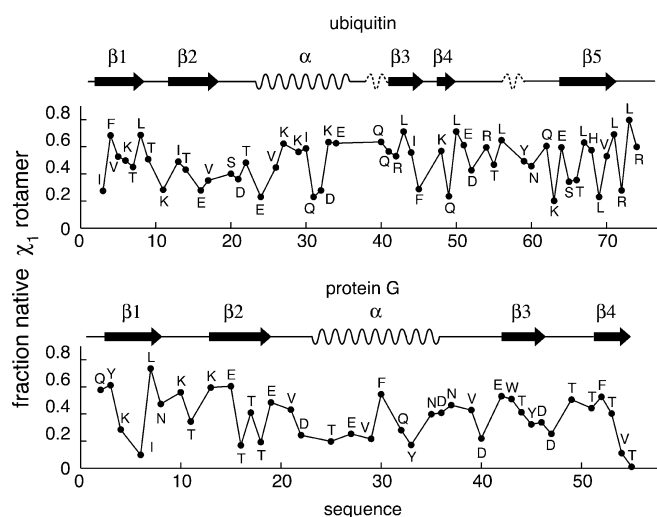 ubiquitin
β1 β2 α β3 β4 β5
fraction native χ1 rotamer
0.8
0.6
0.4
0.2
0
I F V K T L T K I T E V S D T E V K K I Q D K E Q Q R L I F K Q L E D R T L Y N Q K E S T L H L V L R L R
0 10 20 30 40 50 60 70
protein G
β1 β2 α β3 β4
0.8
0.6
0.4
0.2
0
Q Y K I L N K T K E T T T E V D T E V F Q Y N D N V D E W T Y D D T T F T V T
0 10 20 30 40 50 60
sequence